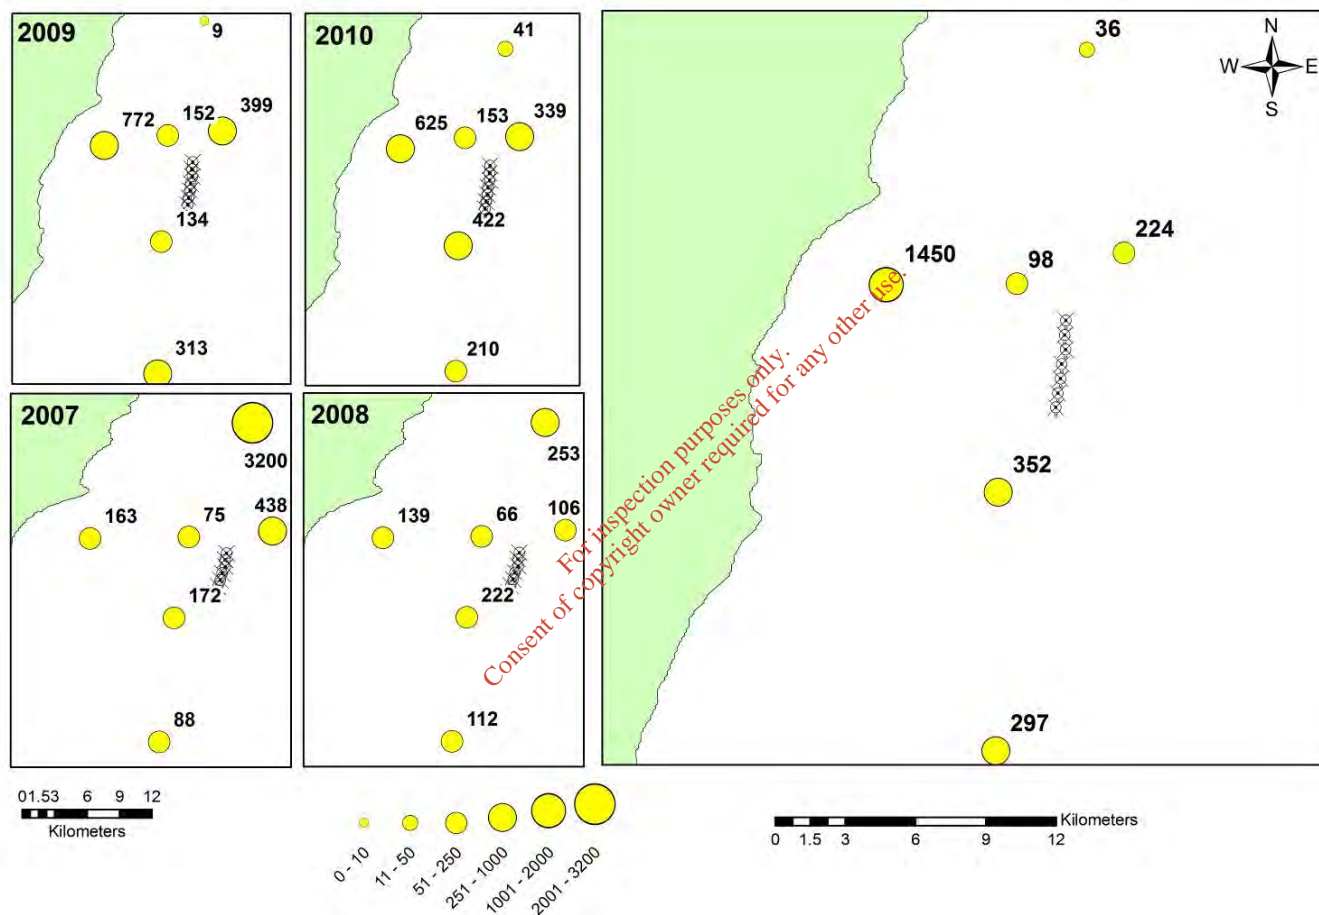 2009
9
772
152
399
134
313
2010
41
625
153
339
422
210
36
N
W
E
S
1450
98
224
352
297
2007
3200
163
75
438
172
88
2008
253
139
66
106
222
112
For inspection purposes only.
Consent of copyright owner required for any other use.
01.53 6 9 12
Kilometers
0 - 10
11 - 50
51 - 250
251 - 1000
1001 - 2000
2001 - 3200
Kilometers
0 1.5 3 6 9 12